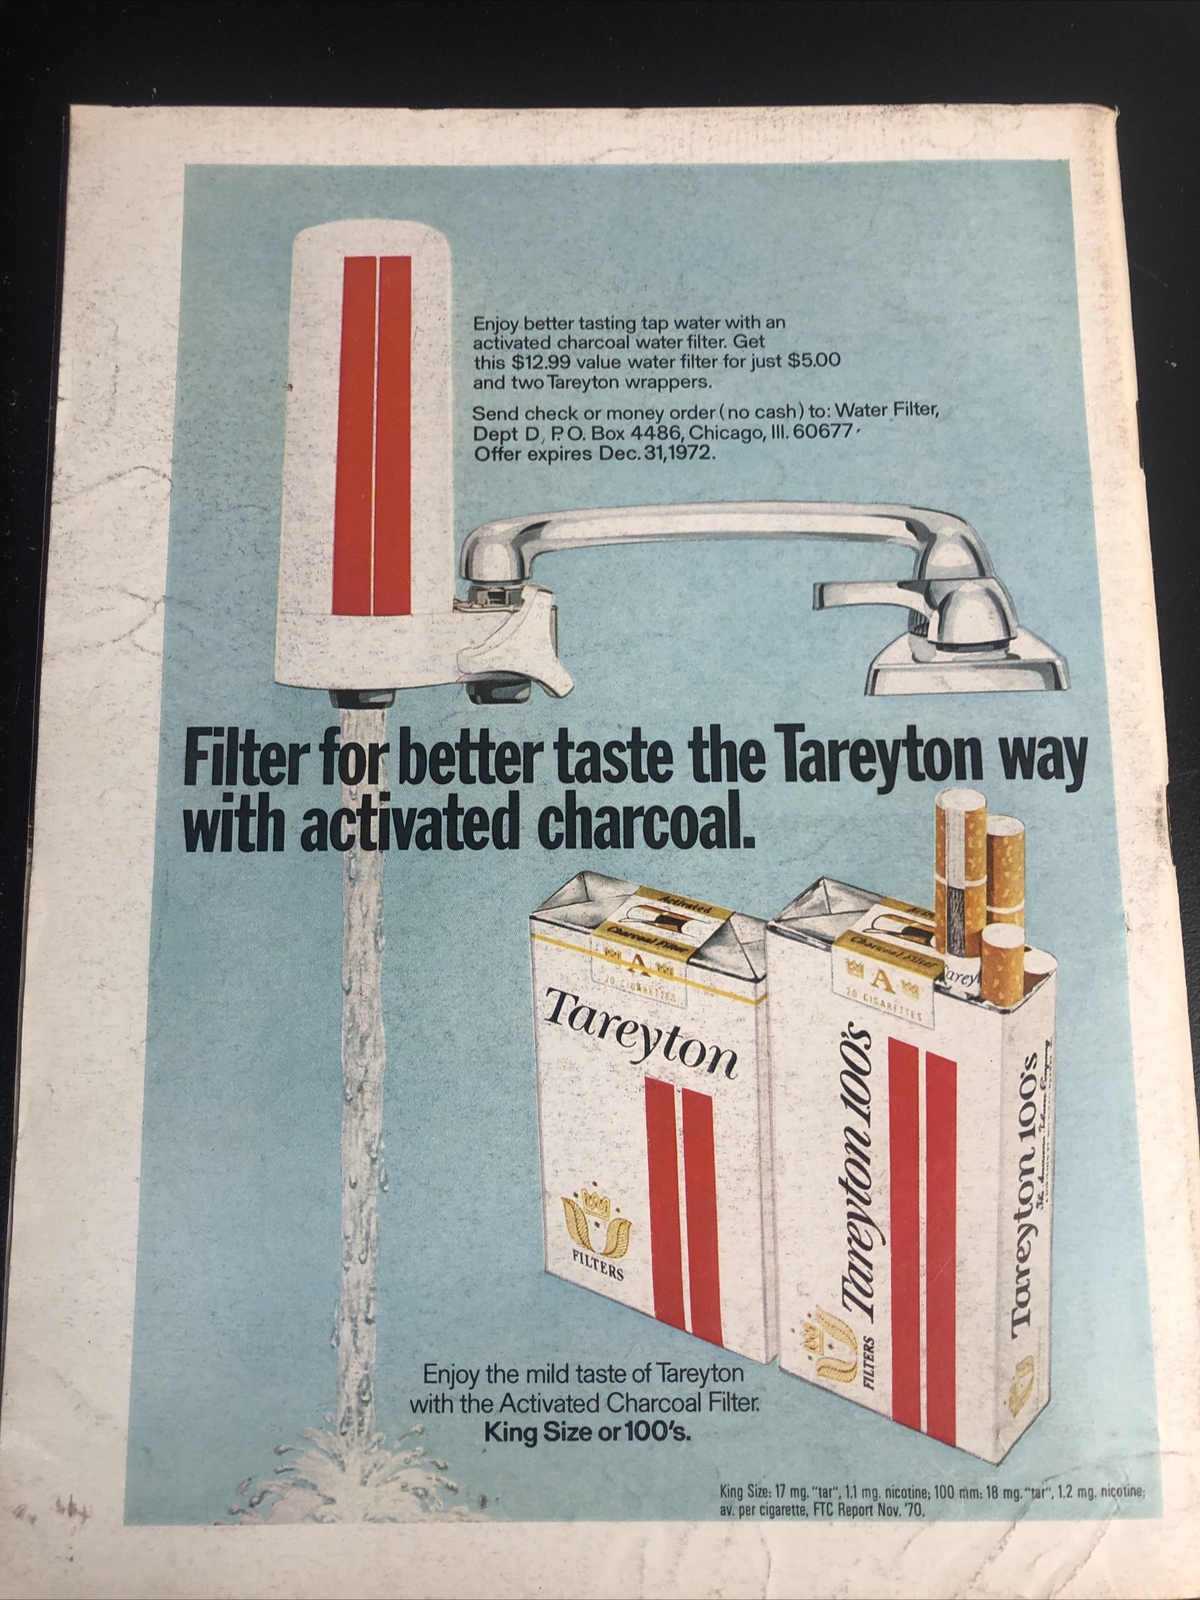 Enjoy better tasting tap water with an
activated charcoal water filter. Get
this $12.99 value water filter for just $5.00
and two Tareyton wrappers.
Send check or money order (no cash) to: Water Filter,
Dept D, P.O. Box 4486, Chicago, Ill. 60677
Offer expires Dec. 31, 1972.
Filter for better taste the Tareyton way
with activated charcoal.
Activated
Charcoal Filter
A
20 CIGARETTES
Tareyton
FILTERS
Charcoal Filter
A
20 CIGARETTES
Tareyton 100's
FILTERS
Tareyton 100's
Enjoy the mild taste of Tareyton
with the Activated Charcoal Filter.
King Size or 100's.
King Size: 17 mg. "tar", 1.1 mg. nicotine; 100 mm: 18 mg. "tar", 1.2 mg. nicotine;
av. per cigarette, FTC Report Nov. '70.